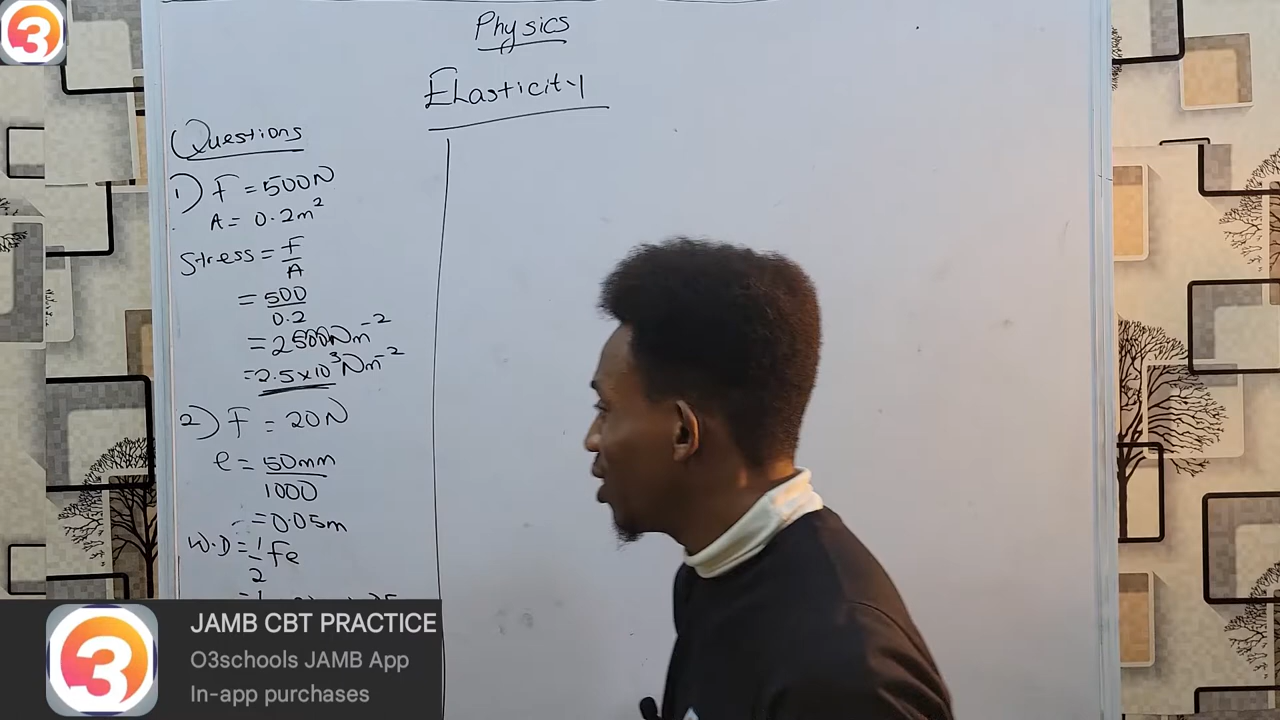 Physics
Elasticity
Questions
1) F = 500N
A = 0.2m²
Stress = F/A
= 500/0.2
= 2500Nm⁻²
= 2.5×10³Nm⁻²
2) F = 20N
e = 50mm/1000
= 0.05m
W.D = 1/2 Fe
JAMB CBT PRACTICE
O3schools JAMB App
In-app purchases